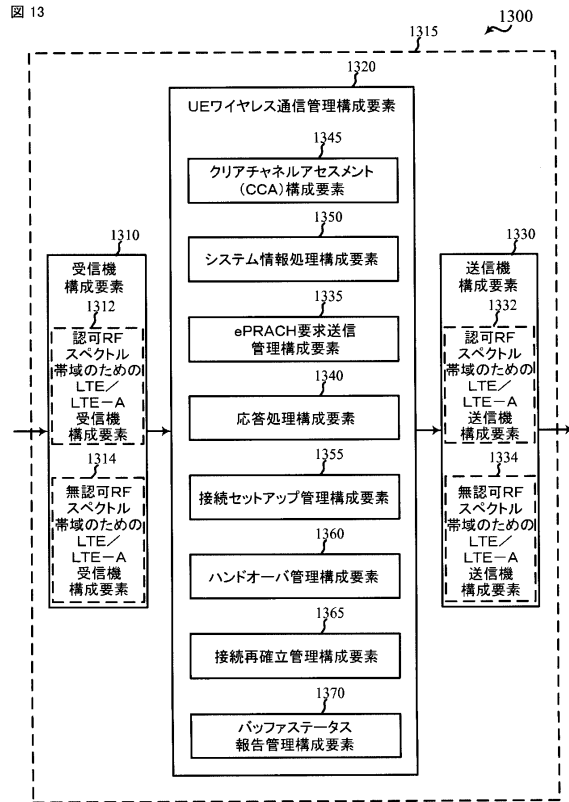 図 13
1300
1315
1320
UEワイヤレス通信管理構成要素
1345
クリアチャネルアセスメント
(CCA)構成要素
1350
システム情報処理構成要素
1335
ePRACH要求送信
管理構成要素
1340
応答処理構成要素
1355
接続セットアップ管理構成要素
1360
ハンドオーバ管理構成要素
1365
接続再確立管理構成要素
1370
バッファステータス
報告管理構成要素
1310
受信機
構成要素
1312
認可RF
スペクトル
帯域のための
LTE/
LTE-A
受信機
構成要素
1314
無認可RF
スペクトル
帯域のための
LTE/
LTE-A
受信機
構成要素
1330
送信機
構成要素
1332
認可RF
スペクトル
帯域のための
LTE/
LTE-A
送信機
構成要素
1334
無認可RF
スペクトル
帯域のための
LTE/
LTE-A
送信機
構成要素